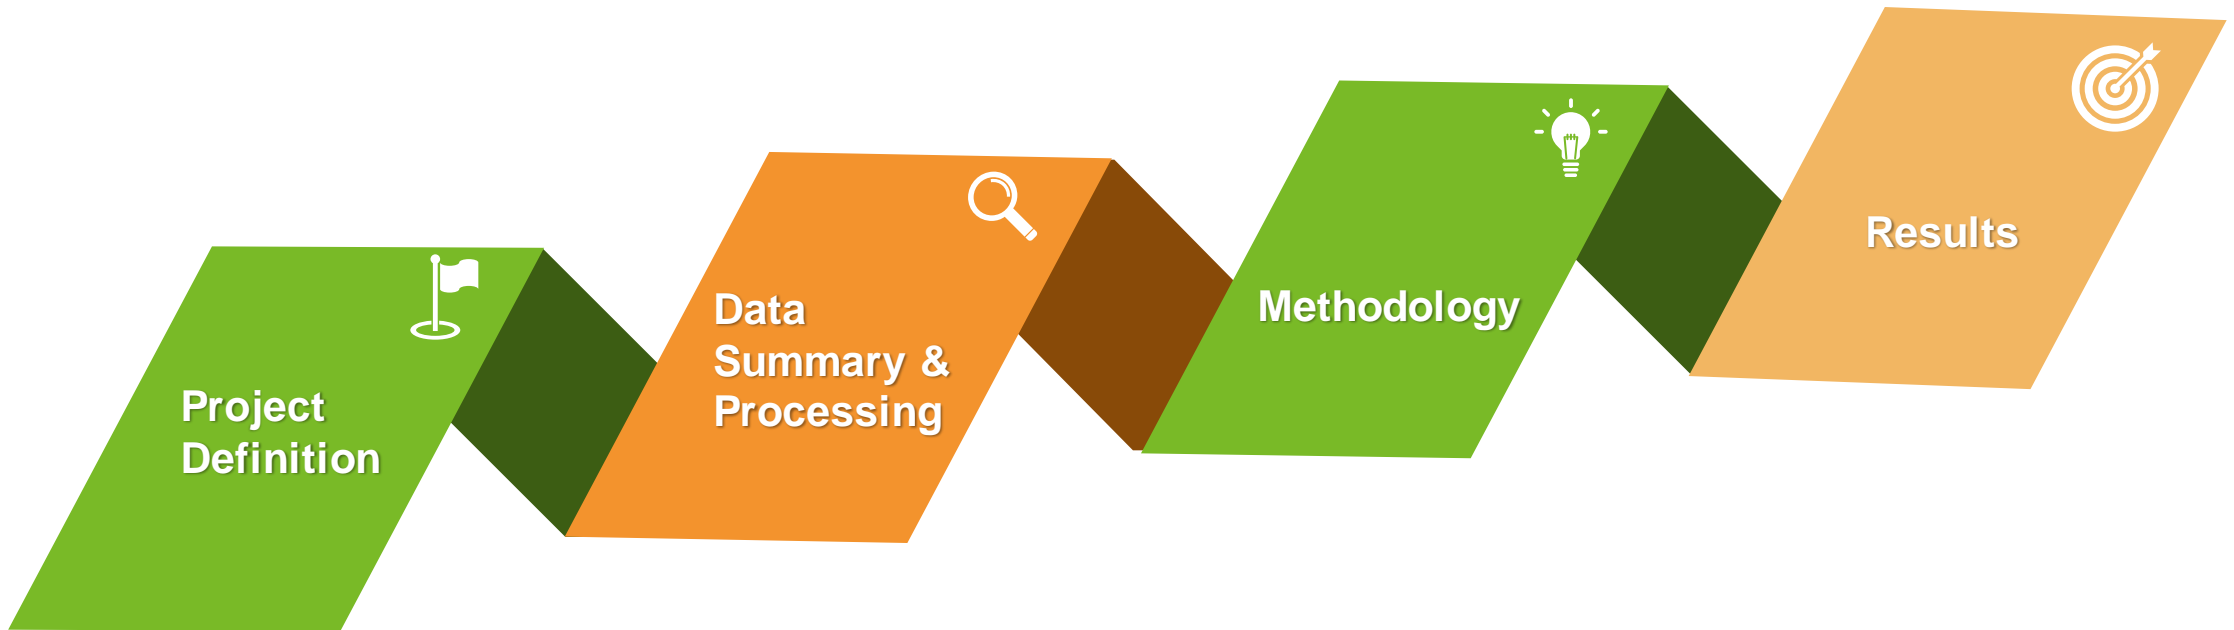 Project
Definition
Data
Summary &
Processing
Methodology
Results